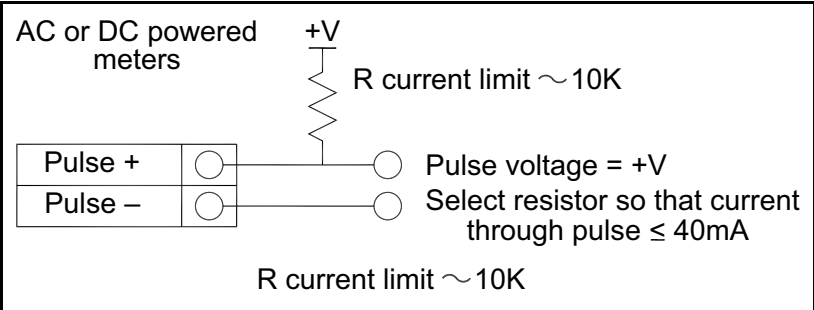 AC or DC powered
meters
+V
R current limit ～10K
Pulse +
Pulse voltage = +V
Pulse –
Select resistor so that current
through pulse ≤ 40mA
R current limit ～10K